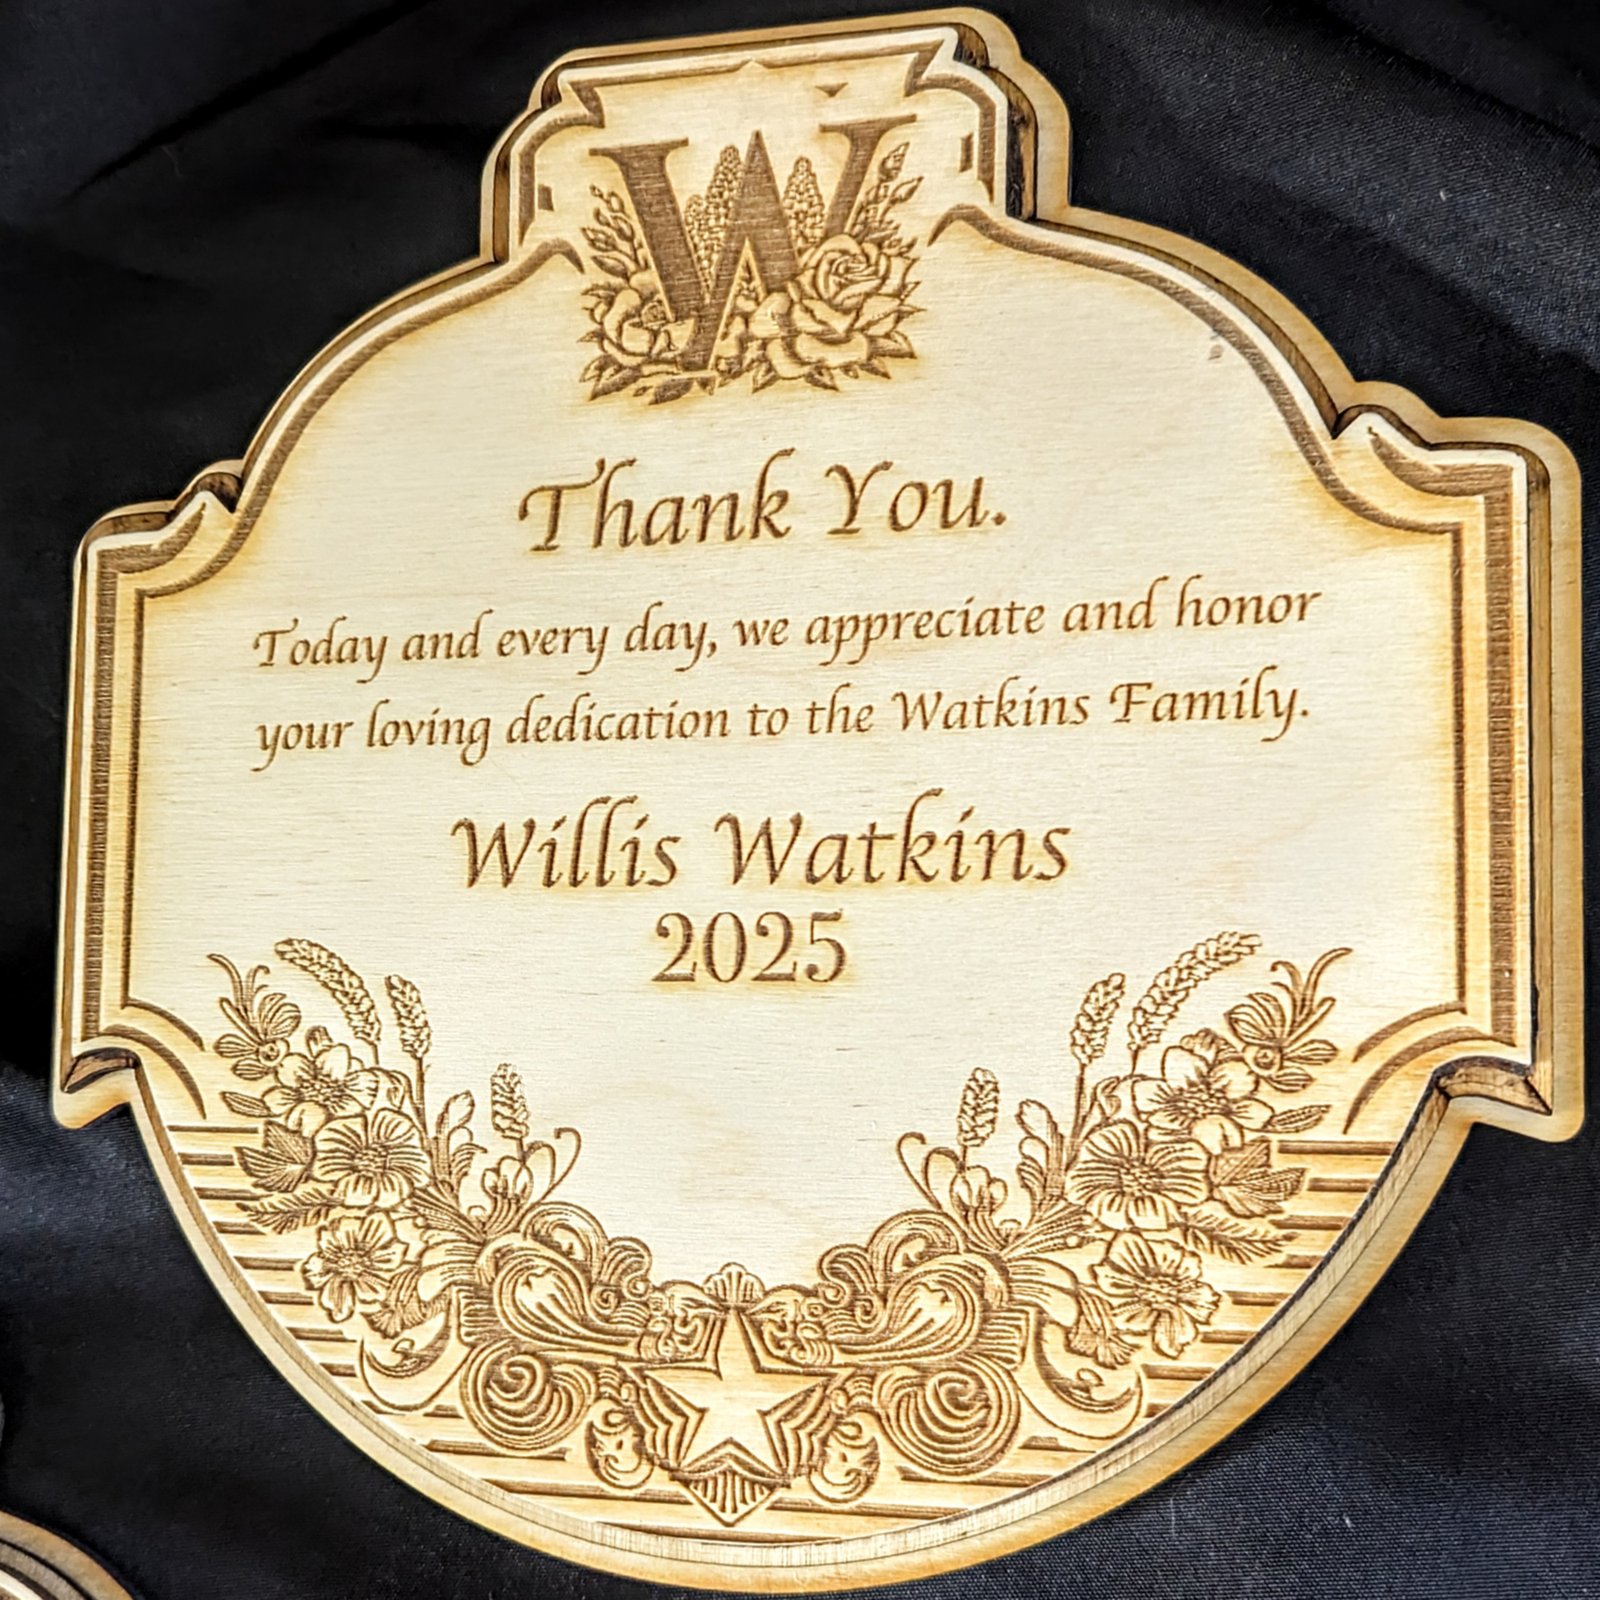 W
Thank You.
Today and every day, we appreciate and honor
your loving dedication to the Watkins Family.
Willis Watkins
2025